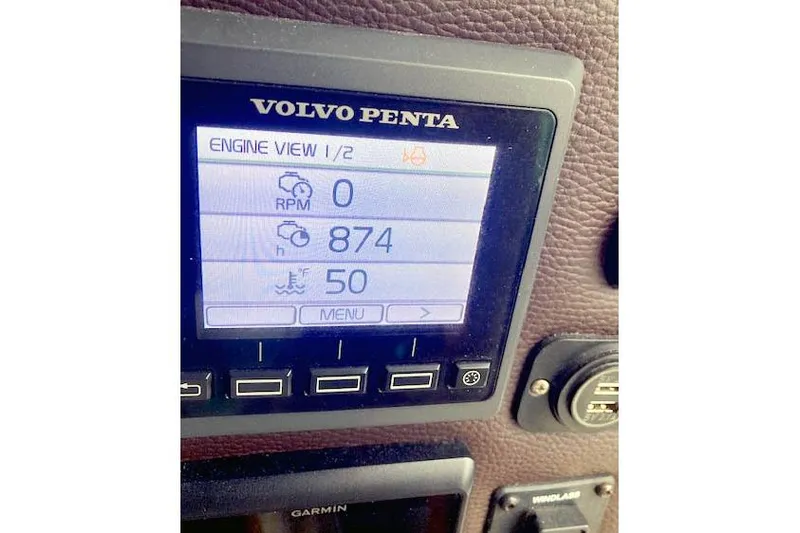 VOLVO PENTA
ENGINE VIEW 1/2
RPM 0
h 874
°F 50
MENU >
GARMIN
WINDLASS